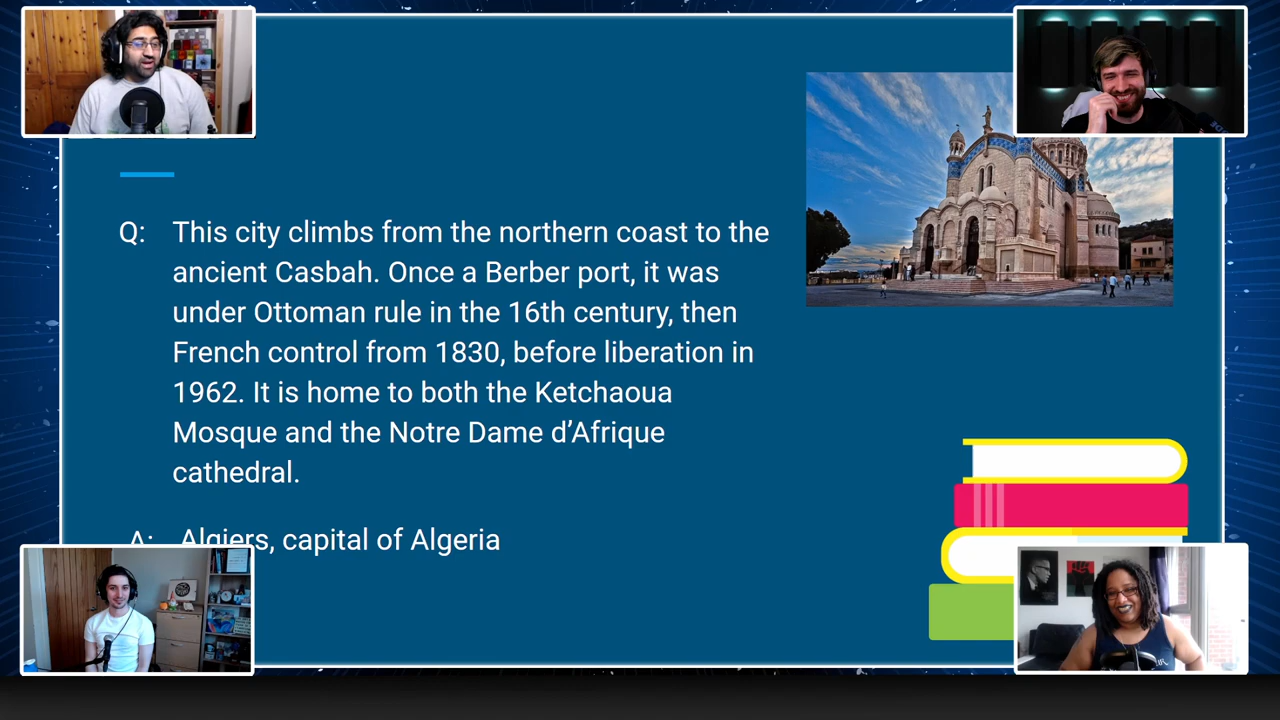 Q: This city climbs from the northern coast to the
ancient Casbah. Once a Berber port, it was
under Ottoman rule in the 16th century, then
French control from 1830, before liberation in
1962. It is home to both the Ketchaoua
Mosque and the Notre Dame d’Afrique
cathedral.
A: Algiers, capital of Algeria